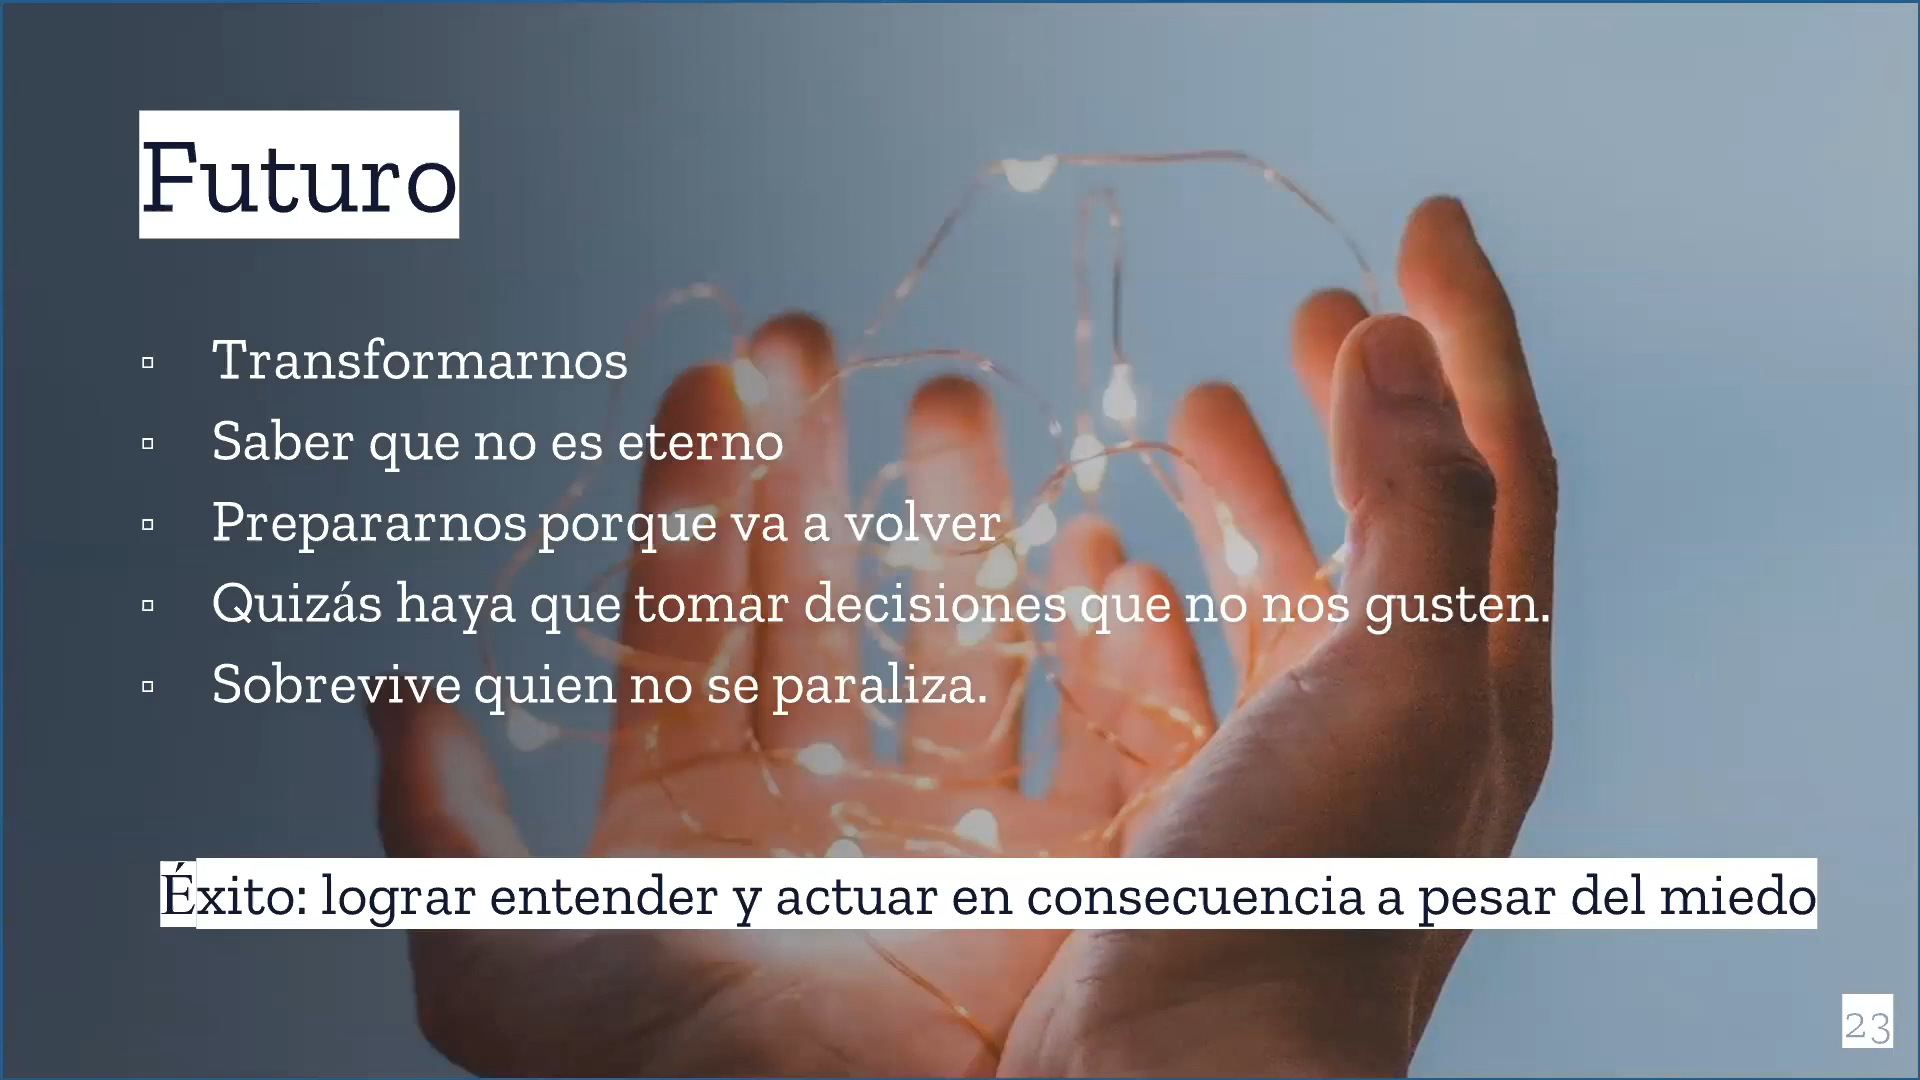 Futuro
Transformarnos
Saber que no es eterno
Prepararnos porque va a volver
Quizás haya que tomar decisiones que no nos gusten.
Sobrevive quien no se paraliza.
Éxito: lograr entender y actuar en consecuencia a pesar del miedo
23